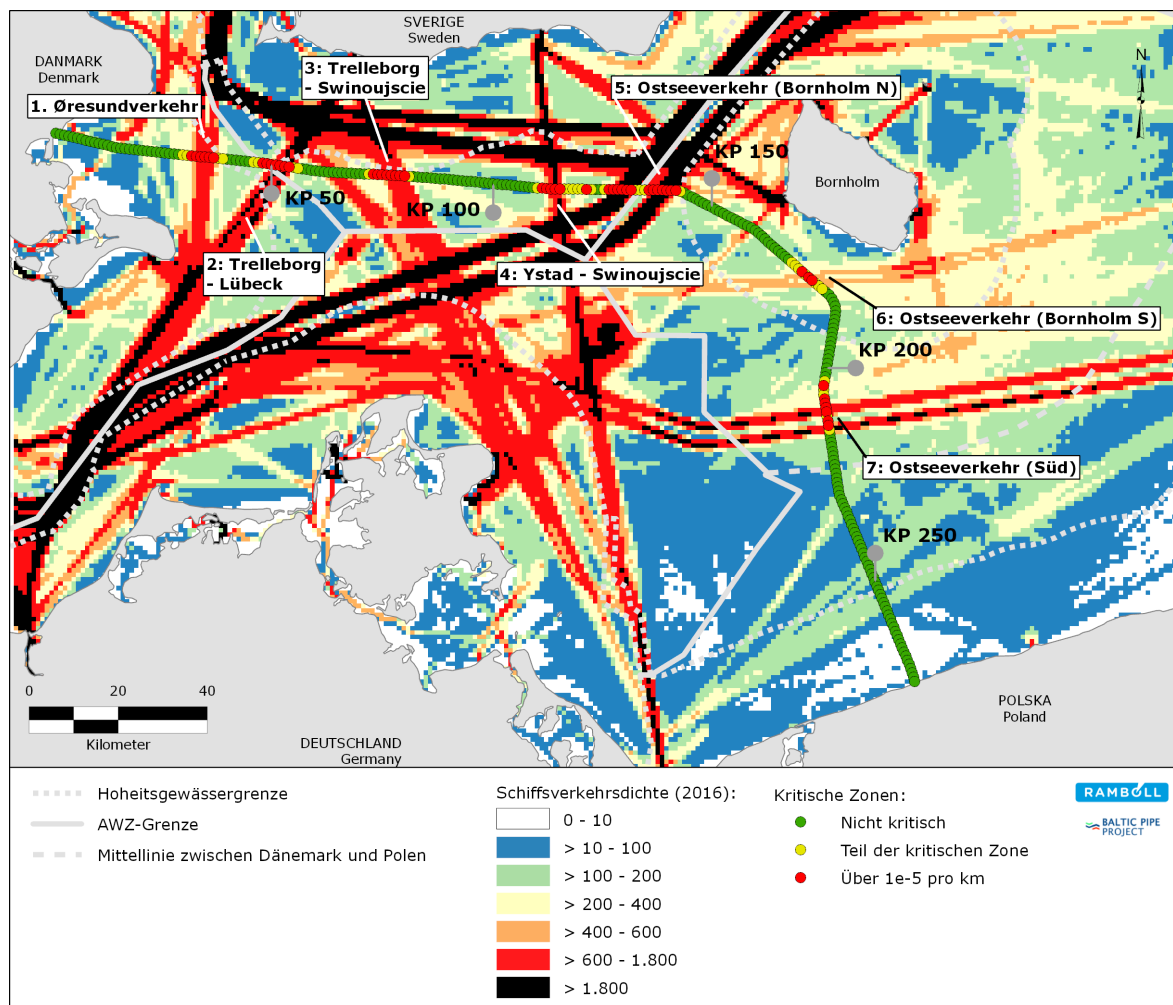 SVERIGE
Sweden
DANMARK
Denmark
3: Trelleborg
- Swinoujscie
5: Ostseeverkehr (Bornholm N)
N
1. Øresundverkehr
KP 150
Bornholm
KP 50
KP 100
2: Trelleborg
- Lübeck
4: Ystad - Swinoujscie
6: Ostseeverkehr (Bornholm S)
KP 200
7: Ostseeverkehr (Süd)
KP 250
0 20 40
Kilometer
POLSKA
Poland
DEUTSCHLAND
Germany
Hoheitsgewässergrenze
AWZ-Grenze
Mittellinie zwischen Dänemark und Polen
Schiffsverkehrsdichte (2016):
0 - 10
> 10 - 100
> 100 - 200
> 200 - 400
> 400 - 600
> 600 - 1.800
> 1.800
Kritische Zonen:
Nicht kritisch
Teil der kritischen Zone
Über 1e-5 pro km
RAMBOLL
BALTIC PIPE
PROJECT